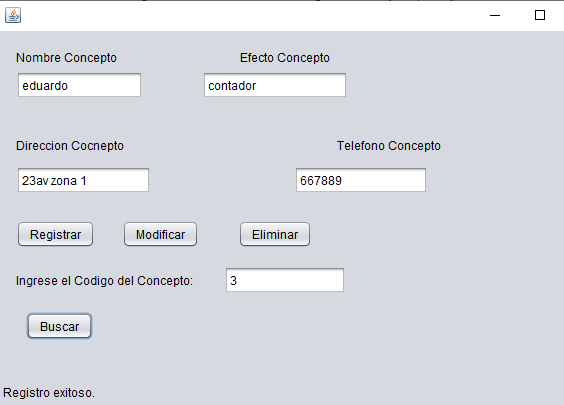 Nombre Concepto Efecto Concepto
eduardo contador
Direccion Cocnepto Telefono Concepto
23av zona 1 667889
Registrar Modificar Eliminar
Ingrese el Codigo del Concepto: 3
Buscar
Registro exitoso.